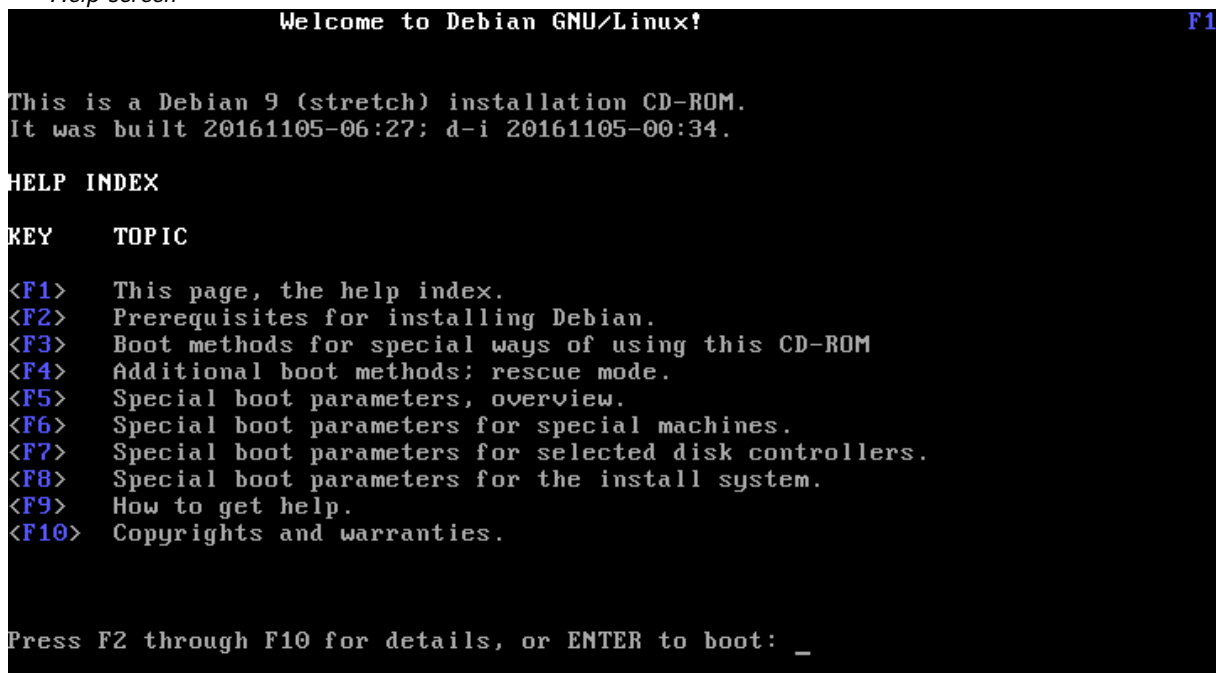 Help screen
Welcome to Debian GNU/Linux! F1
This is a Debian 9 (stretch) installation CD-ROM.
It was built 20161105-06:27; d-i 20161105-00:34.
HELP INDEX
KEY TOPIC
<F1> This page, the help index.
<F2> Prerequisites for installing Debian.
<F3> Boot methods for special ways of using this CD-ROM
<F4> Additional boot methods; rescue mode.
<F5> Special boot parameters, overview.
<F6> Special boot parameters for special machines.
<F7> Special boot parameters for selected disk controllers.
<F8> Special boot parameters for the install system.
<F9> How to get help.
<F10> Copyrights and warranties.
Press F2 through F10 for details, or ENTER to boot: _